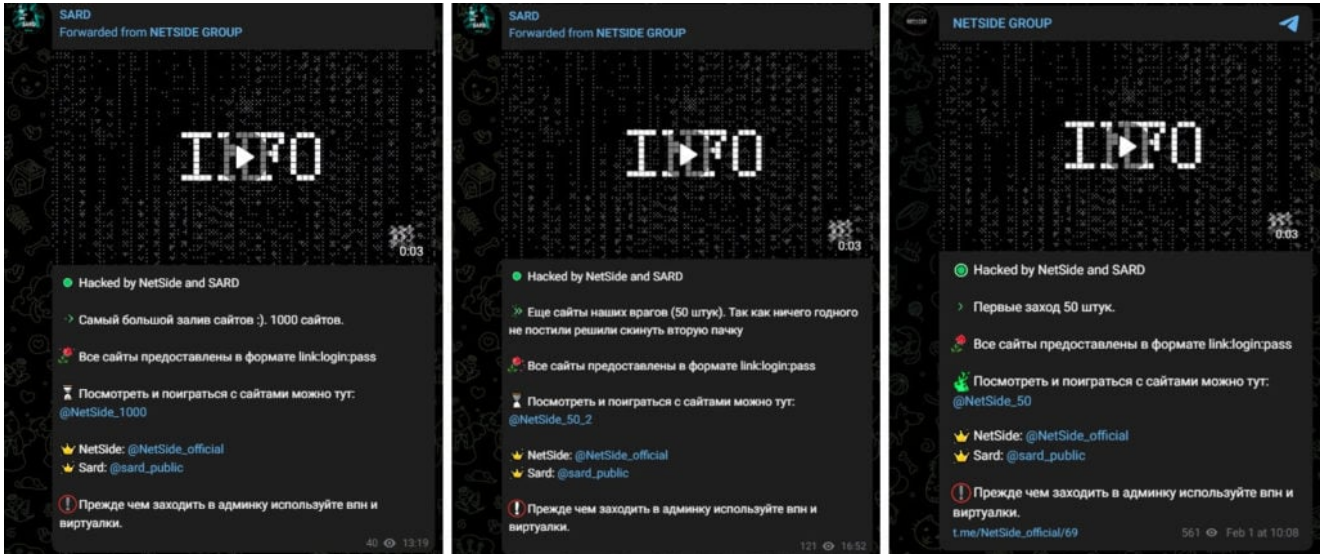 SARD
Forwarded from NETSIDE GROUP
INFO
0:03
Hacked by NetSide and SARD
Самый большой залив сайтов :). 1000 сайтов.
Все сайты предоставлены в формате link:login:pass
Посмотреть и поиграться с сайтами можно тут:
@NetSide_1000
NetSide: @NetSide_official
Sard: @sard_public
Прежде чем заходить в админку используйте впн и
виртуалки.
40 13:19
SARD
Forwarded from NETSIDE GROUP
INFO
0:03
Hacked by NetSide and SARD
Еще сайты наших врагов (50 штук). Так как ничего годного
не постили решили скинуть вторую пачку
Все сайты предоставлены в формате link:login:pass
Посмотреть и поиграться с сайтами можно тут:
@NetSide_50_2
NetSide: @NetSide_official
Sard: @sard_public
Прежде чем заходить в админку используйте впн и
виртуалки.
121 16:52
NETSIDE GROUP
INFO
0:03
Hacked by NetSide and SARD
Первые заход 50 штук.
Все сайты предоставлены в формате link:login:pass
Посмотреть и поиграться с сайтами можно тут:
@NetSide_50
NetSide: @NetSide_official
Sard: @sard_public
Прежде чем заходить в админку используйте впн и
виртуалки.
t.me/NetSide_official/69 561 Feb 1 at 10:08